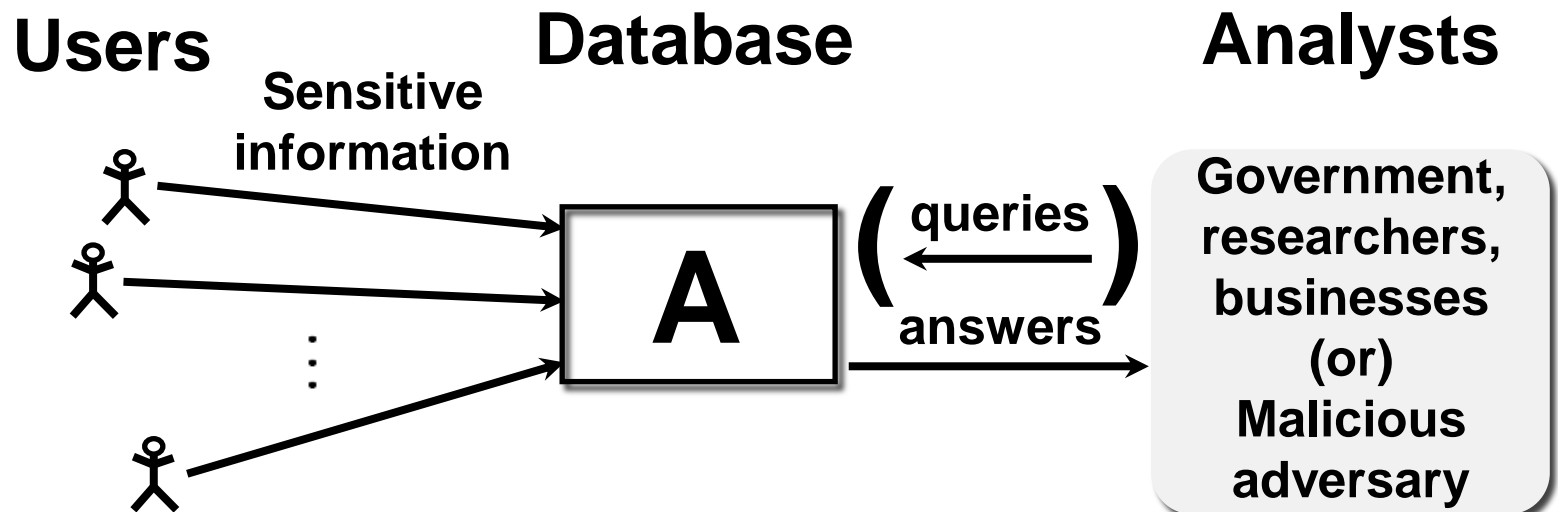 Users
Database
Analysts
Sensitive
information
A
( queries )
answers
Government,
researchers,
businesses
(or)
Malicious
adversary